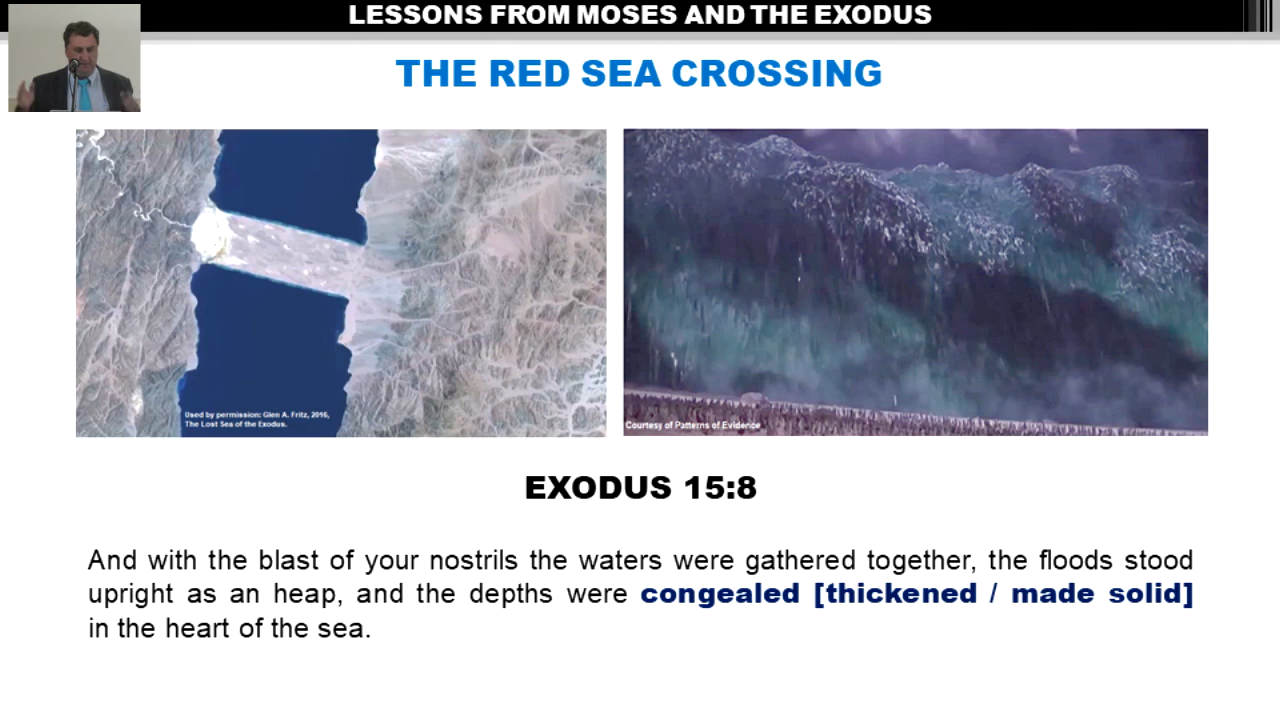 LESSONS FROM MOSES AND THE EXODUS
THE RED SEA CROSSING
Used by permission: Glen A. Fritz, 2016,
The Lost Sea of the Exodus.
Courtesy of Patterns of Evidence
EXODUS 15:8
And with the blast of your nostrils the waters were gathered together, the floods stood
upright as an heap, and the depths were congealed [thickened / made solid]
in the heart of the sea.